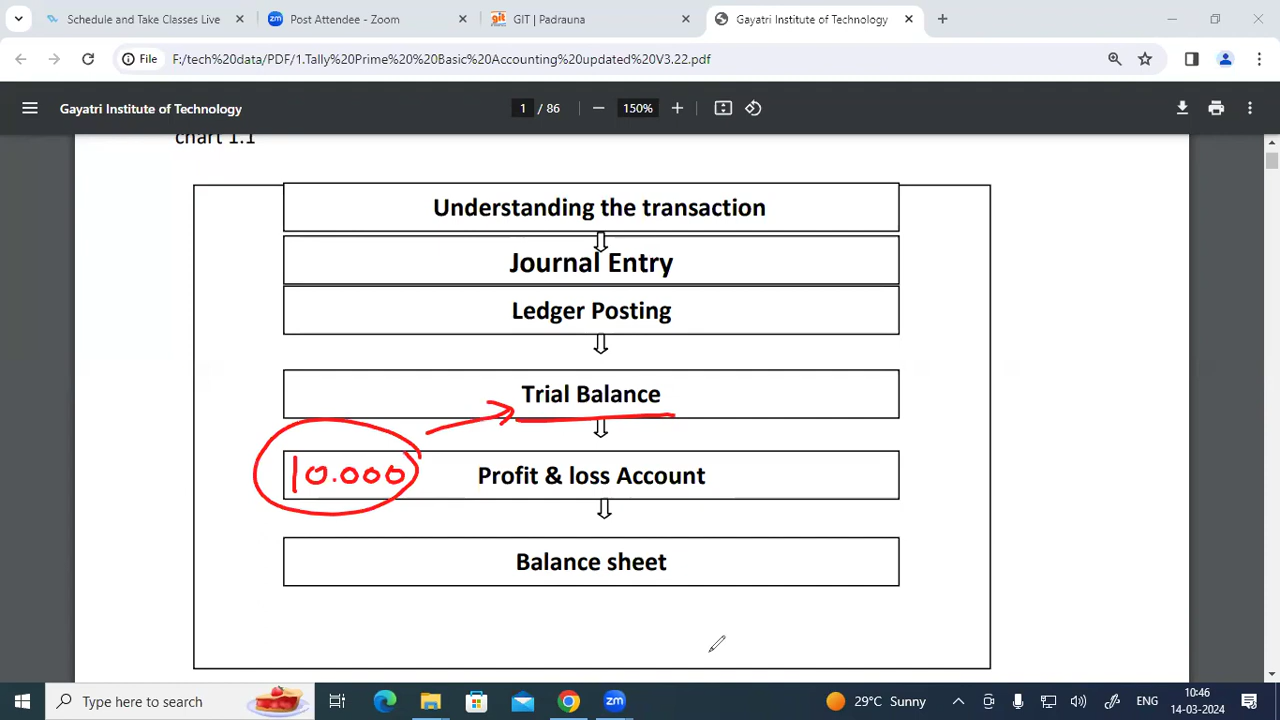 Schedule and Take Classes Live
Post Attendee - Zoom
GIT | Padrauna
Gayatri Institute of Technology
File
F:/tech%20data/PDF/1.Tally%20Prime%20%20Basic%20Accounting%20updated%20V3.22.pdf
Gayatri Institute of Technology
1 / 86
150%
chart 1.1
Understanding the transaction
Journal Entry
Ledger Posting
Trial Balance
10.000
Profit & loss Account
Balance sheet
Type here to search
29°C Sunny
ENG
10:46
14-03-2024